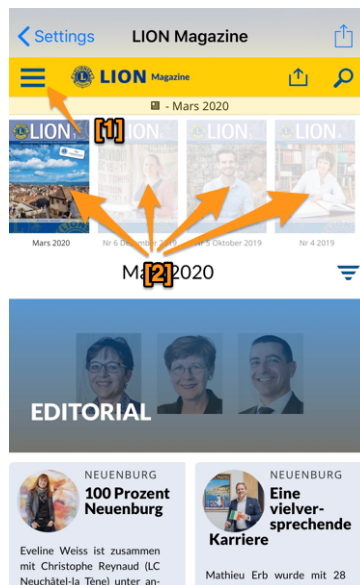 Settings
LION Magazine
LION Magazine
- Mars 2020
[1]
LION
LION
LION
LION
[2]
Mars 2020
Nr 6 Dezember 2019
Nr 5 Oktober 2019
Nr 4 2019
2020
EDITORIAL
NEUENBURG
100 Prozent
Neuenburg
Eveline Weiss ist zusammen
mit Christophe Reynaud (LC
Neuchâtel-la Tène) unter an-
NEUENBURG
Eine
vielver-
sprechende
Karriere
Mathieu Erb wurde mit 28